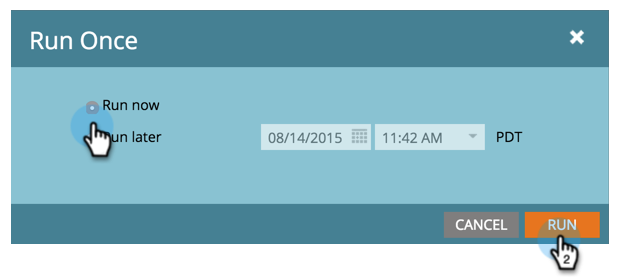 Run Once
Run now
un later 08/14/2015 11:42 AM PDT
CANCEL RUN
2